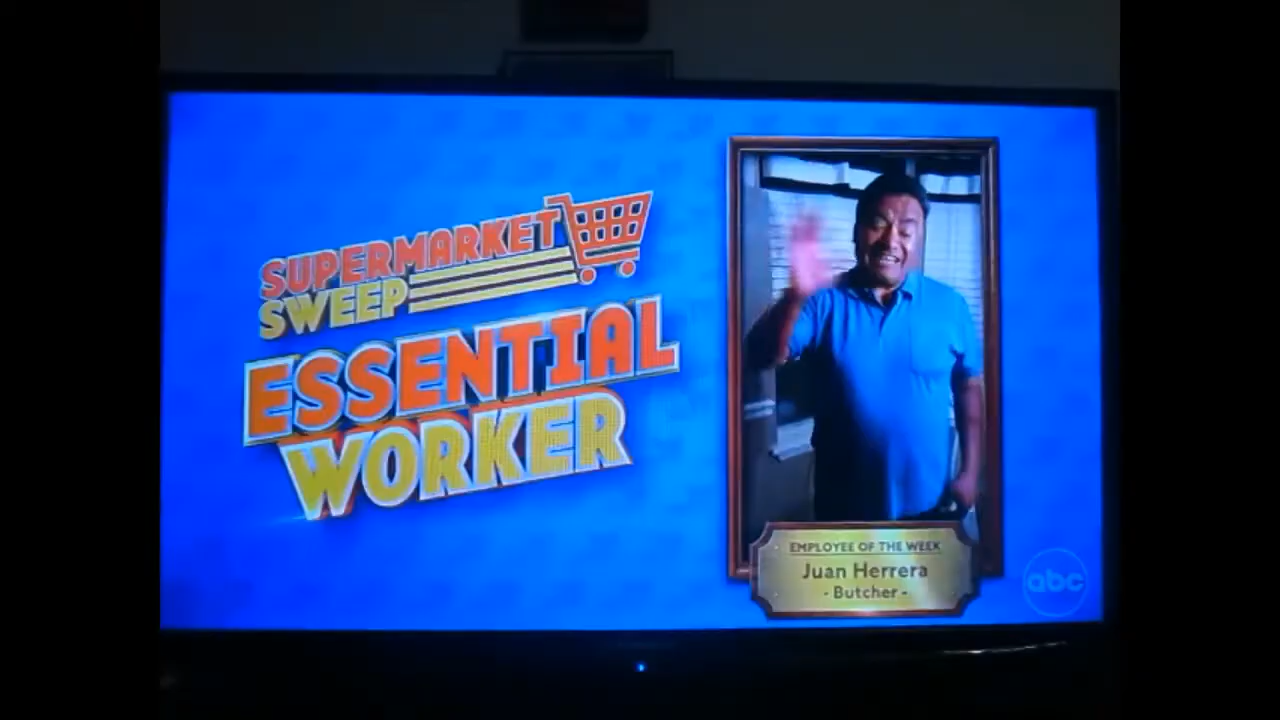 SUPERMARKET
SWEEP
ESSENTIAL
WORKER
EMPLOYEE OF THE WEEK
Juan Herrera
- Butcher -
abc